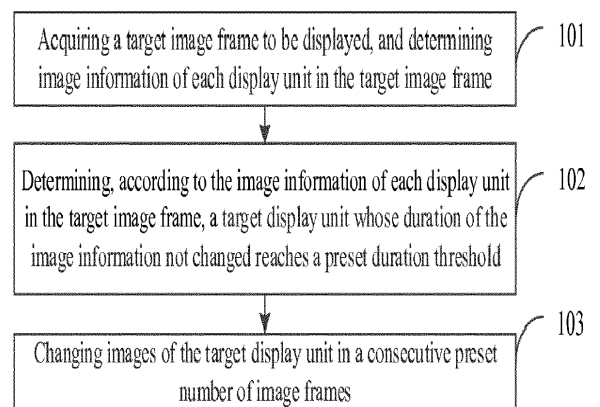 Acquiring a target image frame to be displayed, and determining
image information of each display unit in the target image frame
101
Determining, according to the image information of each display unit
in the target image frame, a target display unit whose duration of the
image information not changed reaches a preset duration threshold
102
Changing images of the target display unit in a consecutive preset
number of image frames
103